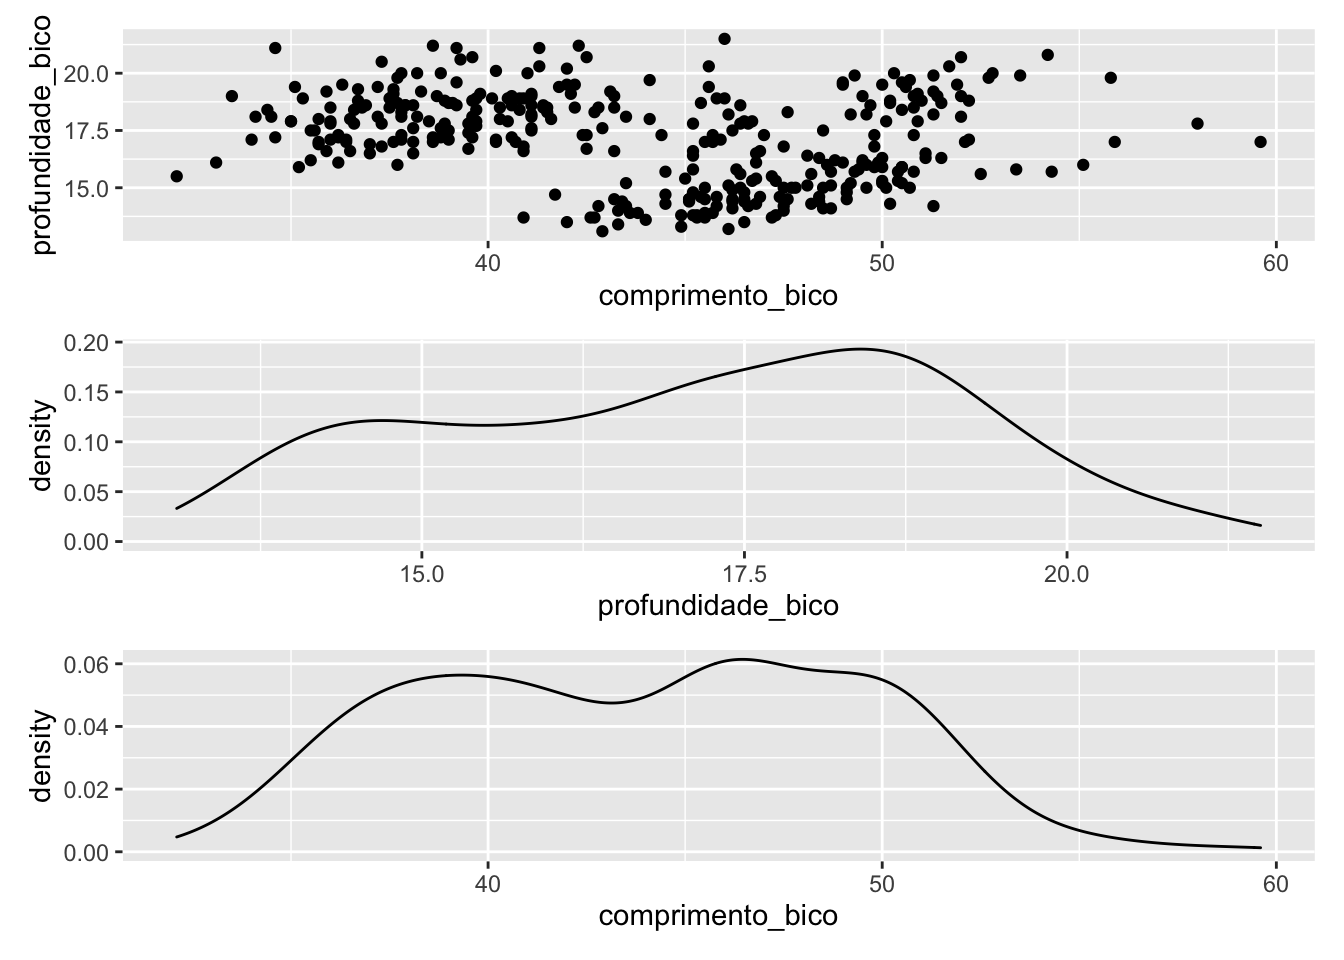 profundidade_bico
20.0
17.5
15.0
40 50 60
comprimento_bico
density
0.20
0.15
0.10
0.05
0.00
15.0 17.5 20.0
profundidade_bico
density
0.06
0.04
0.02
0.00
40 50 60
comprimento_bico